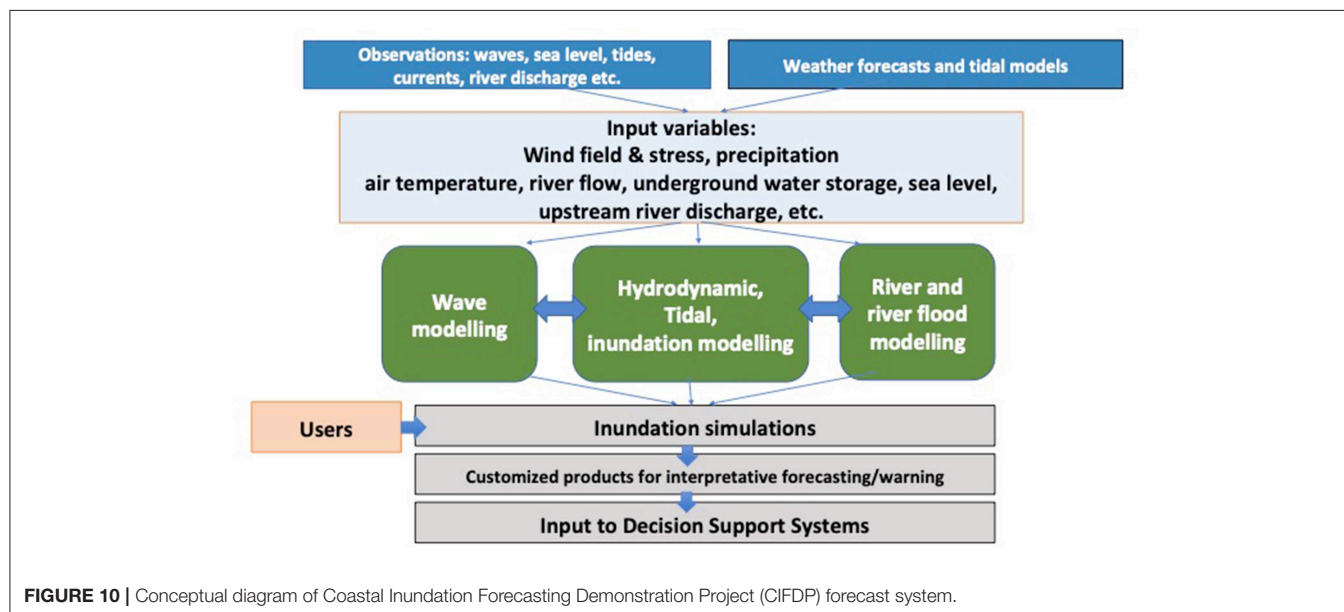 Observations: waves, sea level, tides,
currents, river discharge etc.
Weather forecasts and tidal models
Input variables:
Wind field & stress, precipitation
air temperature, river flow, underground water storage, sea level,
upstream river discharge, etc.
Wave
modelling
Hydrodynamic,
Tidal,
inundation modelling
River and
river flood
modelling
Users
Inundation simulations
Customized products for interpretative forecasting/warning
Input to Decision Support Systems
FIGURE 10 | Conceptual diagram of Coastal Inundation Forecasting Demonstration Project (CIFDP) forecast system.